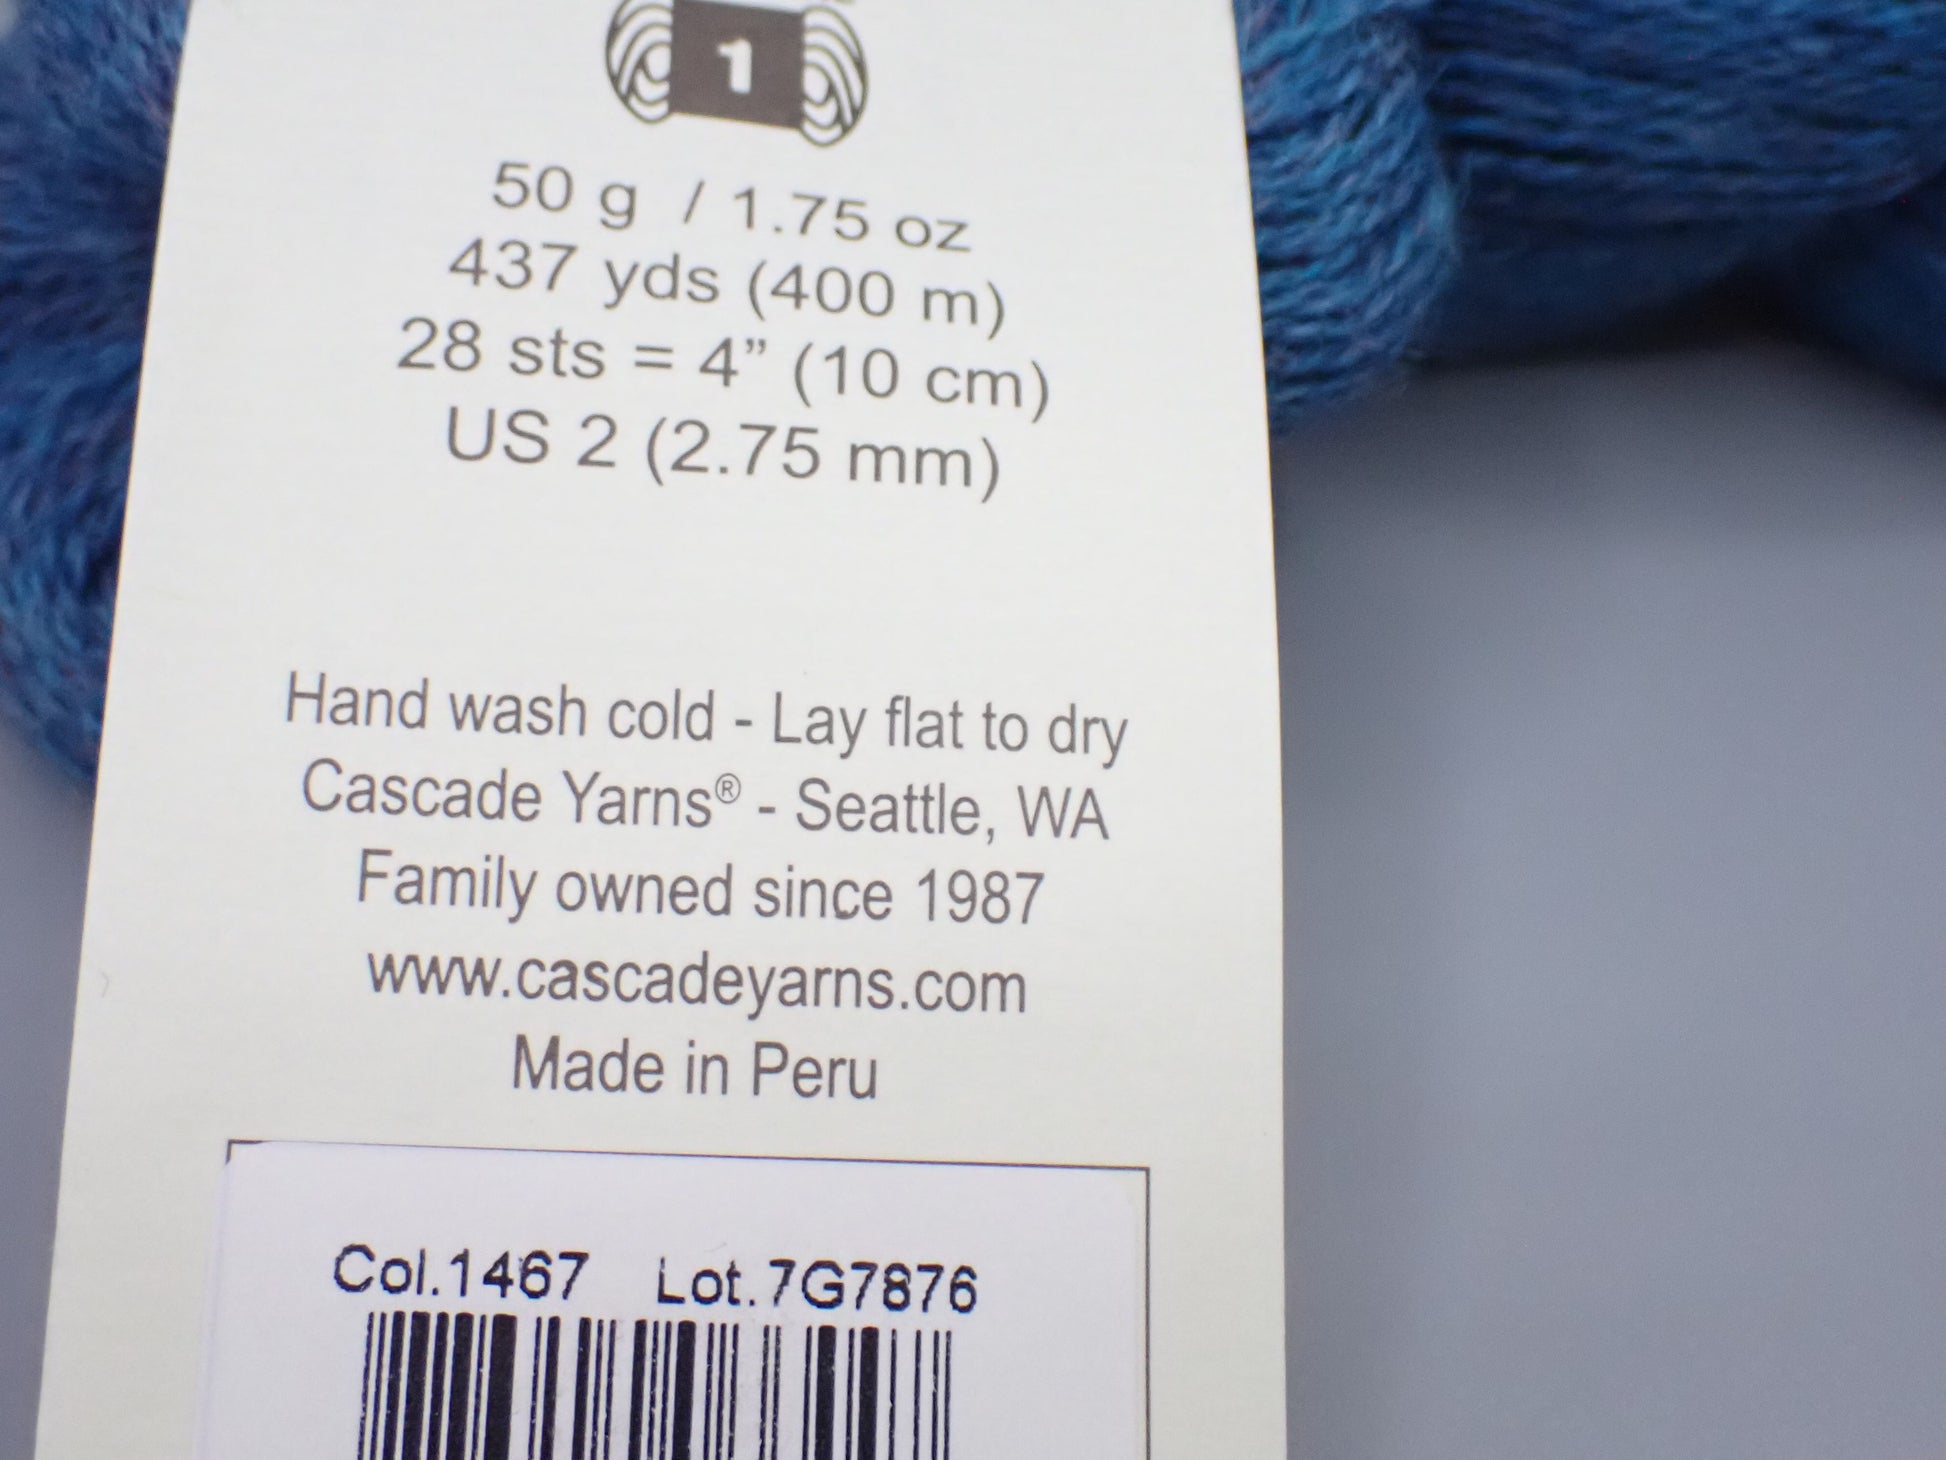 1
50 g / 1.75 oz
437 yds (400 m)
28 sts = 4” (10 cm)
US 2 (2.75 mm)
Hand wash cold - Lay flat to dry
Cascade Yarns® - Seattle, WA
Family owned since 1987
www.cascadeyarns.com
Made in Peru
Col.1467 Lot.7G7876